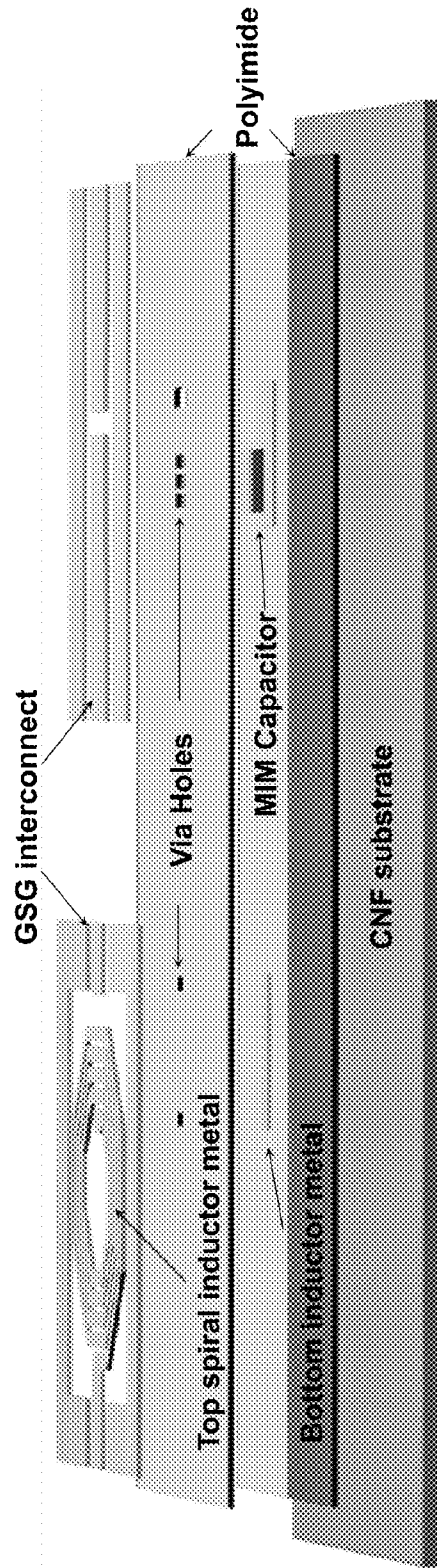 GSG interconnect
Polyimide
Via Holes
Top spiral inductor metal
MIM Capacitor
Bottom inductor metal
CNF substrate